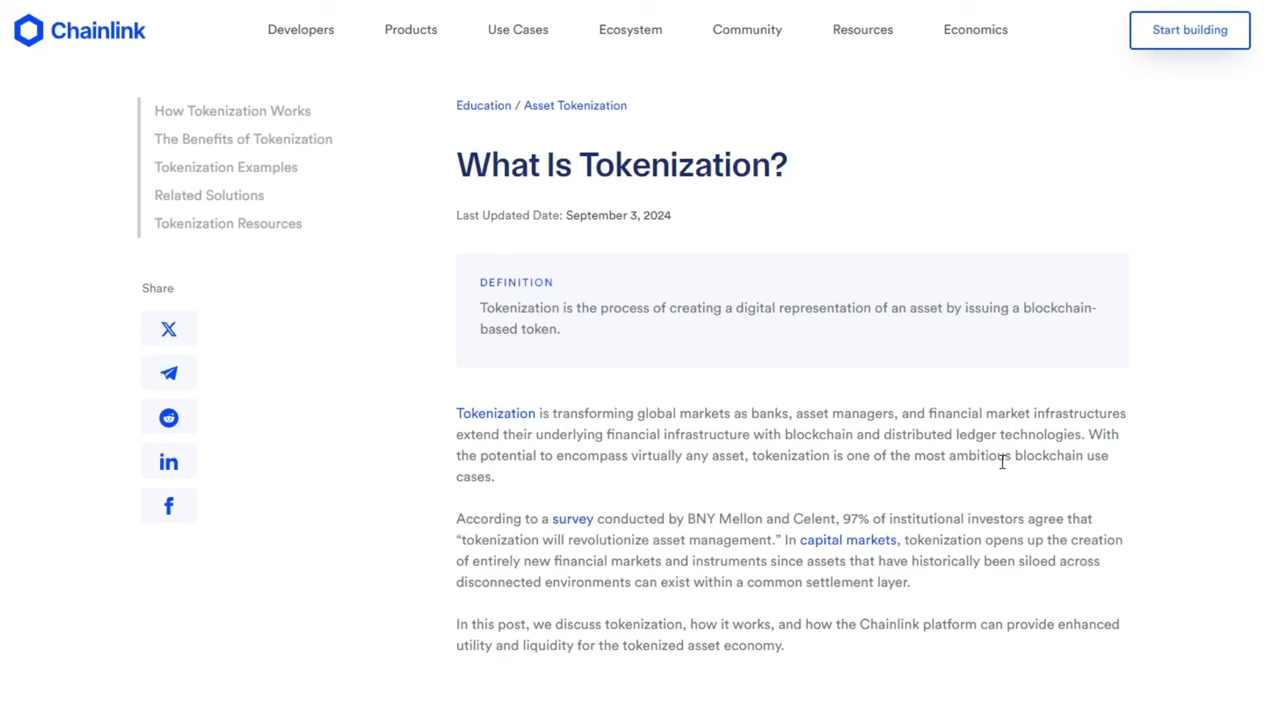 Chainlink
Developers
Products
Use Cases
Ecosystem
Community
Resources
Economics
Start building
How Tokenization Works
The Benefits of Tokenization
Tokenization Examples
Related Solutions
Tokenization Resources
Share
Education / Asset Tokenization
What Is Tokenization?
Last Updated Date: September 3, 2024
DEFINITION
Tokenization is the process of creating a digital representation of an asset by issuing a blockchain-
based token.
Tokenization is transforming global markets as banks, asset managers, and financial market infrastructures
extend their underlying financial infrastructure with blockchain and distributed ledger technologies. With
the potential to encompass virtually any asset, tokenization is one of the most ambitious blockchain use
cases.
According to a survey conducted by BNY Mellon and Celent, 97% of institutional investors agree that
“tokenization will revolutionize asset management.” In capital markets, tokenization opens up the creation
of entirely new financial markets and instruments since assets that have historically been siloed across
disconnected environments can exist within a common settlement layer.
In this post, we discuss tokenization, how it works, and how the Chainlink platform can provide enhanced
utility and liquidity for the tokenized asset economy.